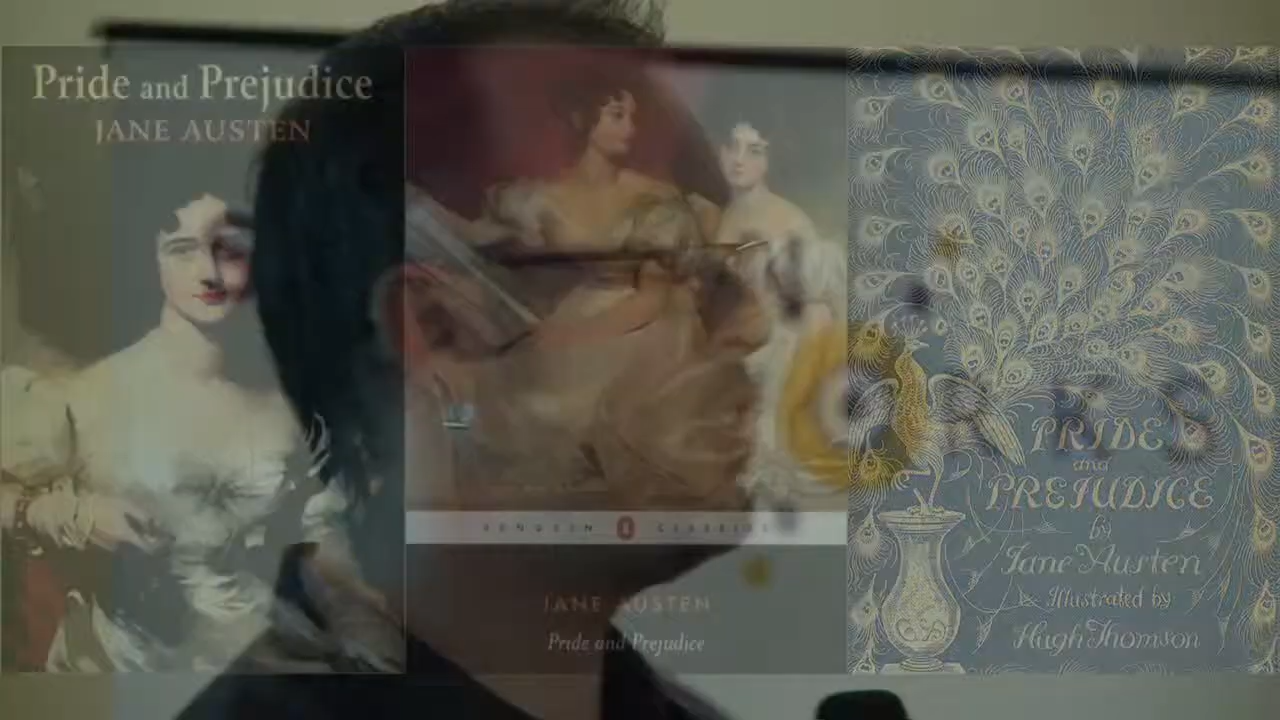 Pride and Prejudice
JANE AUSTEN
PENGUIN CLASSICS
JANE AUSTEN
Pride and Prejudice
PRIDE
and
PREJUDICE
by
Jane Austen
Illustrated by
Hugh Thomson